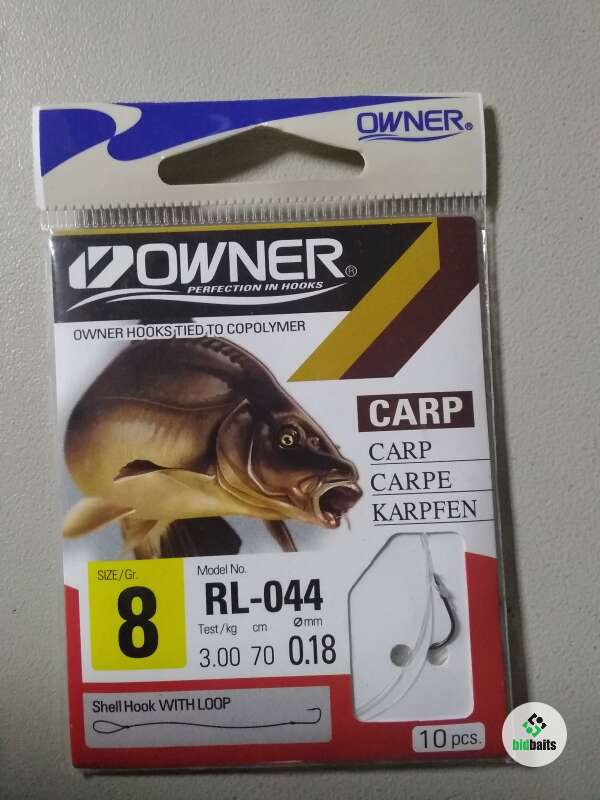 OWNER®
OWNER®
PERFECTION IN HOOKS
OWNER HOOKS TIED TO COPOLYMER
CARP
CARP
CARPE
KARPFEN
SIZE/Gr.
8
Model No.
RL-044
Test/kg cm ømm
3.00 70 0.18
Shell Hook WITH LOOP
10 pcs.
bidbaits